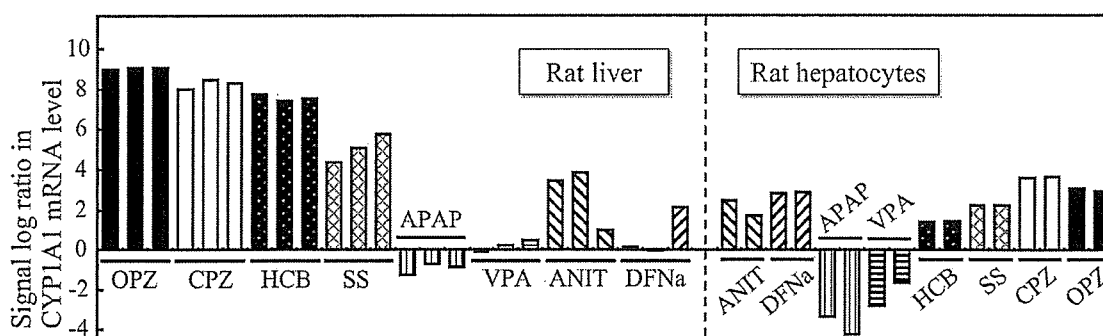 Signal log ratio in
CYP1A1 mRNA level
10
8
6
4
2
0
-2
-4
Rat liver
Rat hepatocytes
APAP
OPZ
CPZ
HCB
SS
VPA
ANIT
DFNa
APAP
VPA
ANIT
DFNa
HCB
SS
CPZ
OPZ